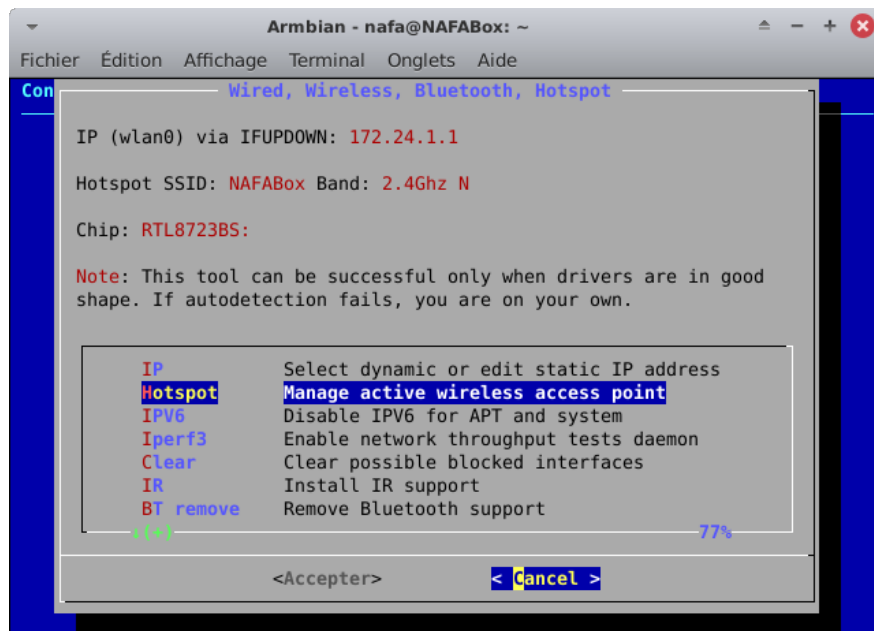 Armbian - nafa@NAFABox: ~
Fichier Édition Affichage Terminal Onglets Aide
Con
Wired, Wireless, Bluetooth, Hotspot
IP (wlan0) via IFUPDOWN: 172.24.1.1
Hotspot SSID: NAFABox Band: 2.4Ghz N
Chip: RTL8723BS:
Note: This tool can be successful only when drivers are in good
shape. If autodetection fails, you are on your own.
IP Select dynamic or edit static IP address
Hotspot Manage active wireless access point
IPV6 Disable IPV6 for APT and system
Iperf3 Enable network throughput tests daemon
Clear Clear possible blocked interfaces
IR Install IR support
BT remove Remove Bluetooth support
↓(+) 77%
<Accepter> < Cancel >